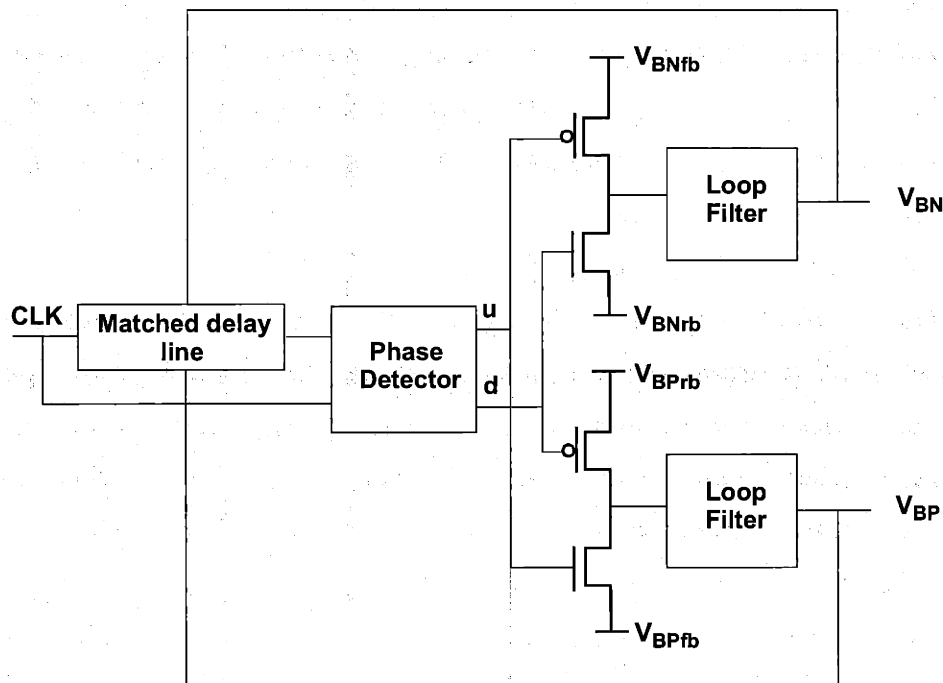 V_BNfb
Loop
Filter
V_BN
V_BNrb
CLK
Matched delay
line
Phase
Detector
u
d
V_BPrb
Loop
Filter
V_BP
V_BPfb